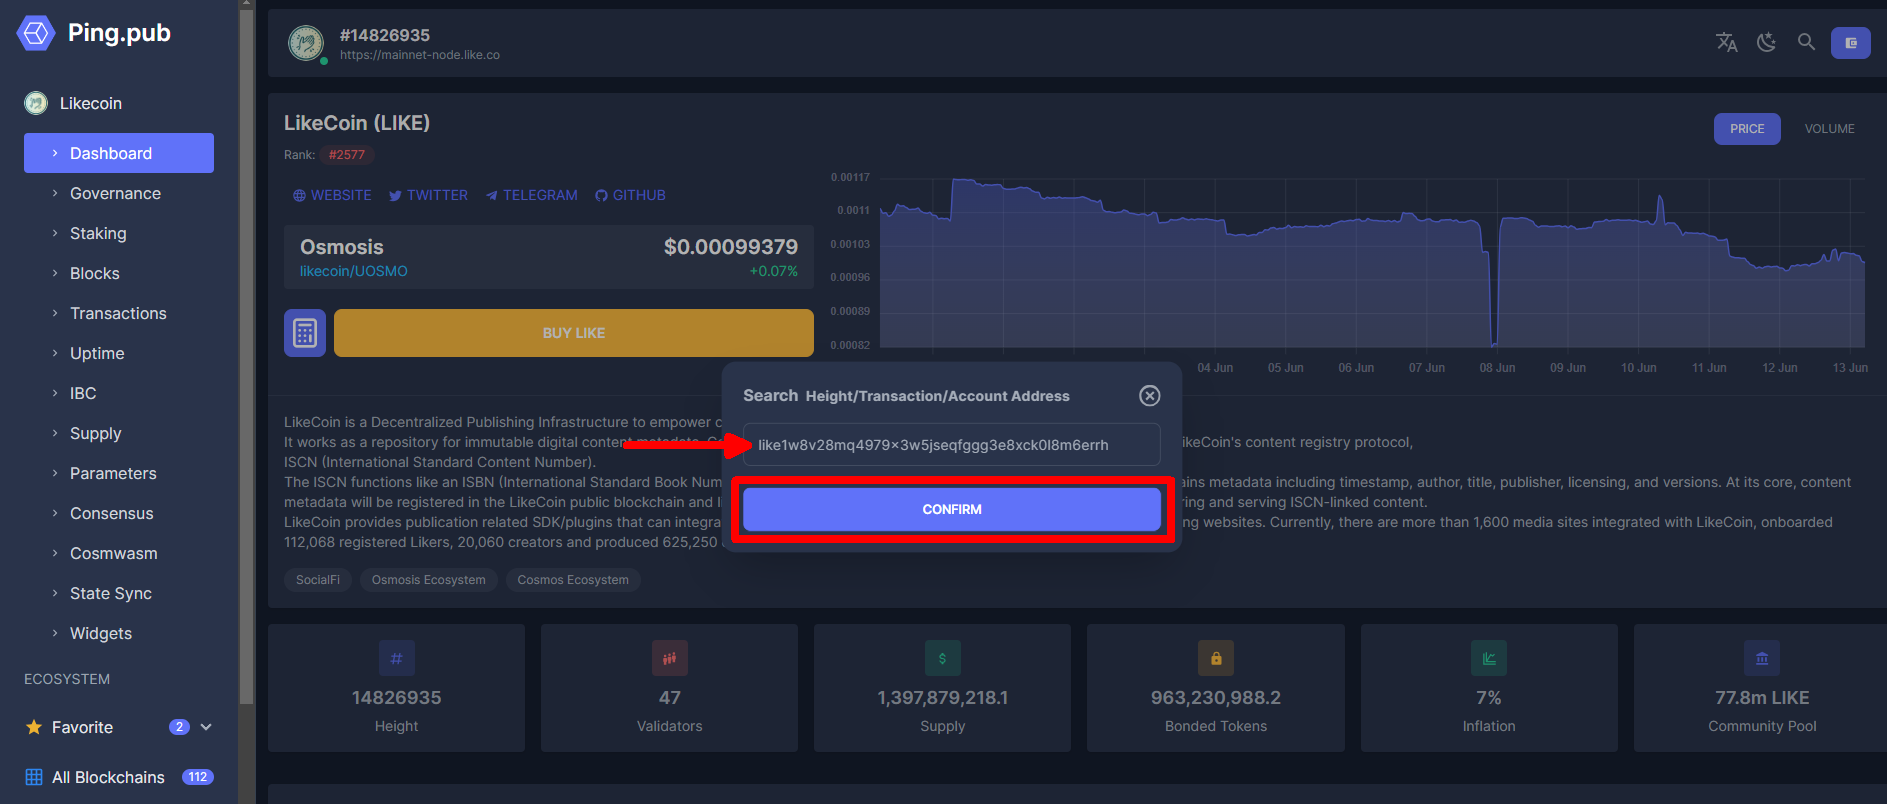 Ping.pub
Likecoin
Dashboard
Governance
Staking
Blocks
Transactions
Uptime
IBC
Supply
Parameters
Consensus
Cosmwasm
State Sync
Widgets
ECOSYSTEM
Favorite 2
All Blockchains 112
#14826935
https://mainnet-node.like.co
LikeCoin (LIKE)
Rank: #2577
WEBSITE TWITTER TELEGRAM GITHUB
Osmosis $0.00099379
likecoin/UOSMO +0.07%
BUY LIKE
PRICE VOLUME
0.00117
0.0011
0.00103
0.00096
0.00089
0.00082
04 Jun 05 Jun 06 Jun 07 Jun 08 Jun 09 Jun 10 Jun 11 Jun 12 Jun 13 Jun
Search Height/Transaction/Account Address
like1w8v28mq4979×3w5jseqfggg3e8xck0l8m6errh
CONFIRM
LikeCoin is a Decentralized Publishing Infrastructure to empower c
It works as a repository for immutable digital content metadata. ikeCoin's content registry protocol,
ISCN (International Standard Content Number).
The ISCN functions like an ISBN (International Standard Book Num ains metadata including timestamp, author, title, publisher, licensing, and versions. At its core, content
metadata will be registered in the LikeCoin public blockchain and l ring and serving ISCN-linked content.
LikeCoin provides publication related SDK/plugins that can integra ng websites. Currently, there are more than 1,600 media sites integrated with LikeCoin, onboarded
112,068 registered Likers, 20,060 creators and produced 625,250
SocialFi Osmosis Ecosystem Cosmos Ecosystem
14826935
Height
47
Validators
1,397,879,218.1
Supply
963,230,988.2
Bonded Tokens
7%
Inflation
77.8m LIKE
Community Pool